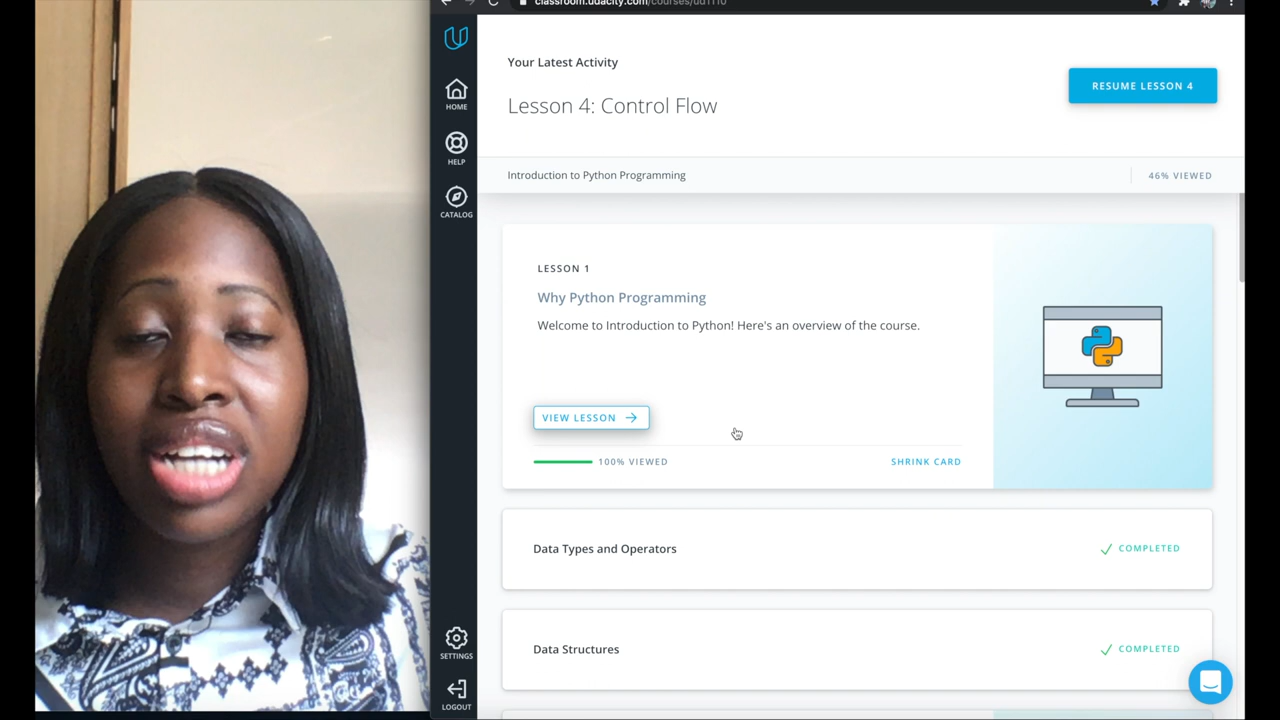 classroom.udacity.com/courses/ud1110
Your Latest Activity
RESUME LESSON 4
HOME
Lesson 4: Control Flow
HELP
Introduction to Python Programming
46% VIEWED
CATALOG
LESSON 1
Why Python Programming
Welcome to Introduction to Python! Here's an overview of the course.
VIEW LESSON
100% VIEWED
SHRINK CARD
Data Types and Operators
COMPLETED
Data Structures
COMPLETED
SETTINGS
LOGOUT